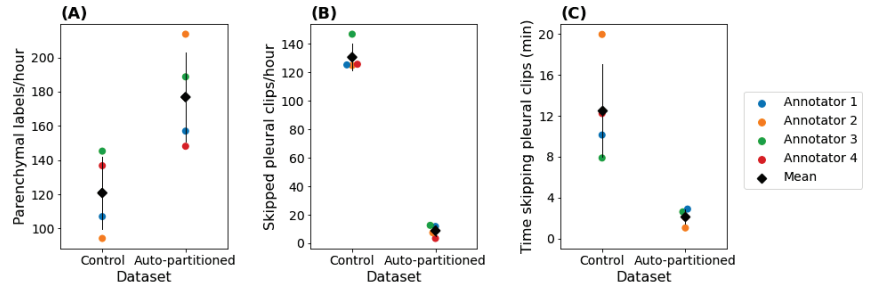 (A)
Parenchymal labels/hour
200
180
160
140
120
100
Control
Auto-partitioned
Dataset
(B)
Skipped pleural clips/hour
140
120
100
80
60
40
20
0
Control
Auto-partitioned
Dataset
(C)
Time skipping pleural clips (min)
20
16
12
8
4
0
Control
Auto-partitioned
Dataset
Annotator 1
Annotator 2
Annotator 3
Annotator 4
Mean